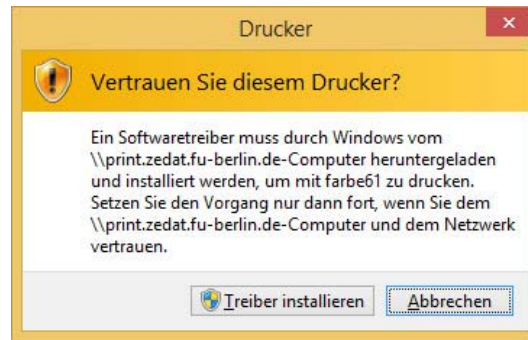 Drucker
Vertrauen Sie diesem Drucker?
Ein Softwaretreiber muss durch Windows vom
\\print.zedat.fu-berlin.de-Computer heruntergeladen
und installiert werden, um mit farbe61 zu drucken.
Setzen Sie den Vorgang nur dann fort, wenn Sie dem
\\print.zedat.fu-berlin.de-Computer und dem Netzwerk
vertrauen.
Treiber installieren
Abbrechen